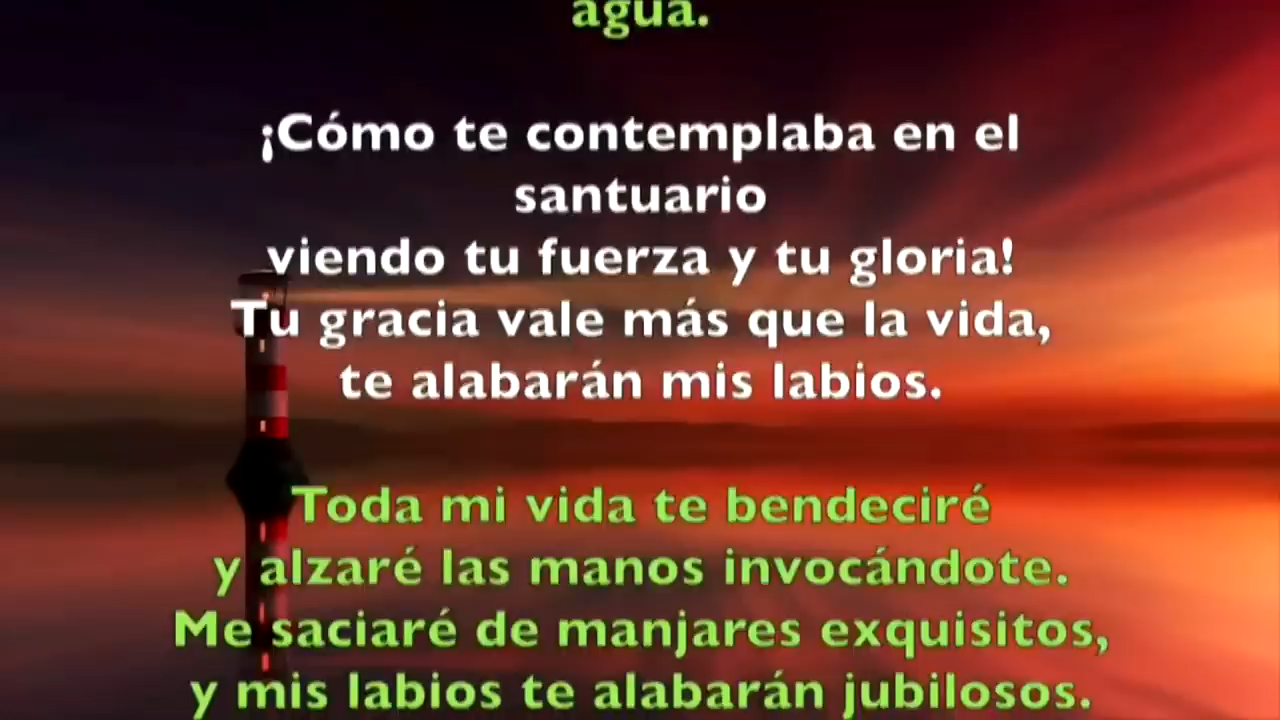 agua.
¡Cómo te contemplaba en el
santuario
viendo tu fuerza y tu gloria!
Tu gracia vale más que la vida,
te alabarán mis labios.
Toda mi vida te bendeciré
y alzaré las manos invocándote.
Me saciaré de manjares exquisitos,
y mis labios te alabarán jubilosos.